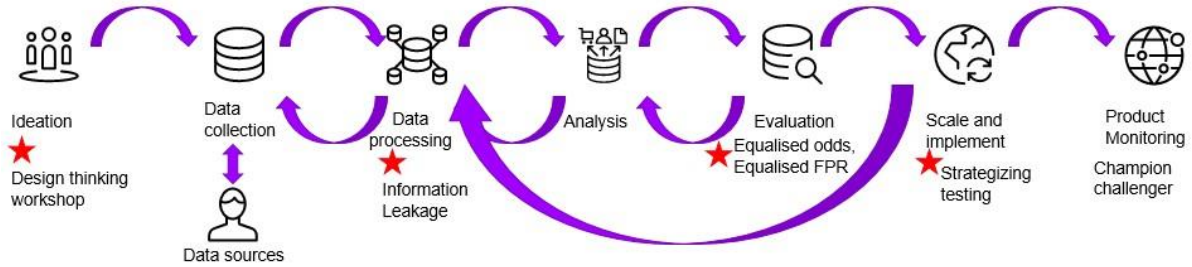 Ideation
Design thinking
workshop
Data
collection
Data sources
Data
processing
Information
Leakage
Analysis
Evaluation
Equalised odds,
Equalised FPR
Scale and
implement
Strategizing
testing
Product
Monitoring
Champion
challenger